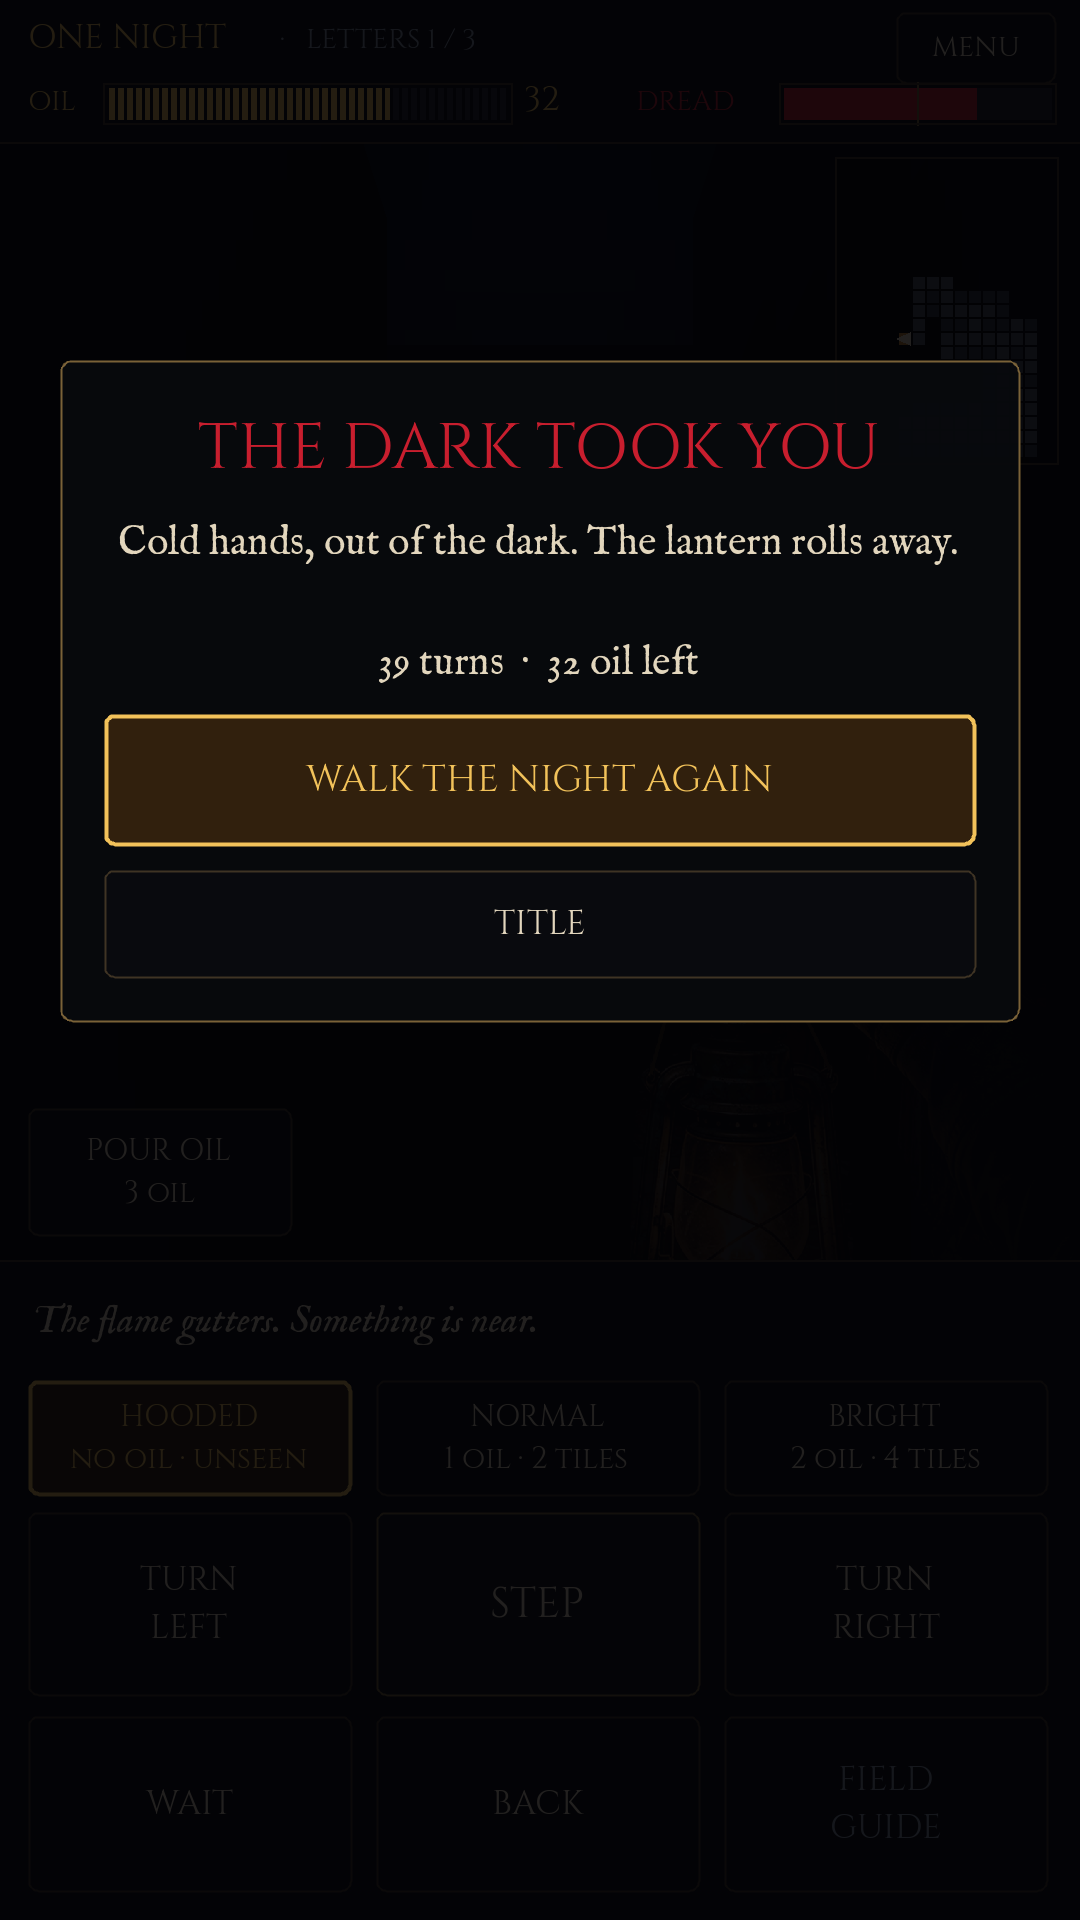 ONE NIGHT · LETTERS 1 / 3
MENU
OIL 32 DREAD
THE DARK TOOK YOU
Cold hands, out of the dark. The lantern rolls away.
39 turns · 32 oil left
WALK THE NIGHT AGAIN
TITLE
POUR OIL
3 OIL
The flame gutters. Something is near.
HOODED
NO OIL · UNSEEN
NORMAL
1 OIL · 2 TILES
BRIGHT
2 OIL · 4 TILES
TURN
LEFT
STEP
TURN
RIGHT
WAIT
BACK
FIELD
GUIDE